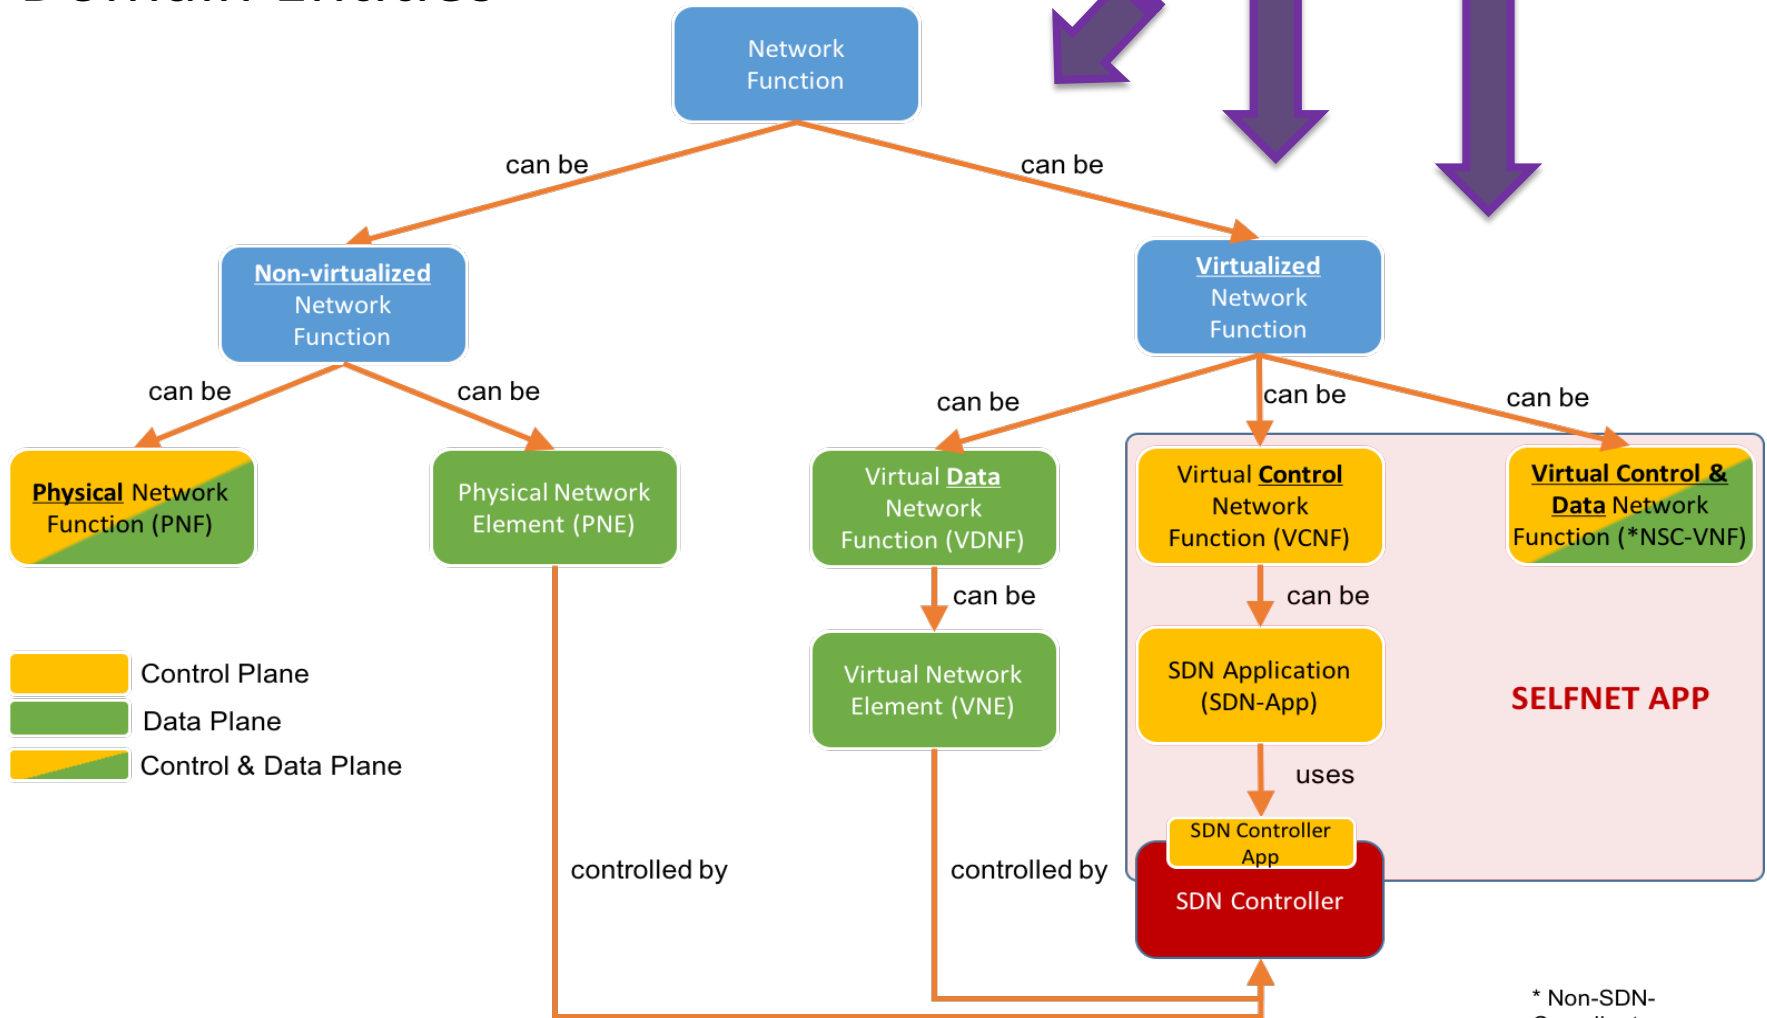 Domain Entities
Network
Function
can be
can be
Non-virtualized
Network
Function
Virtualized
Network
Function
can be
can be
can be
can be
can be
Physical Network
Function (PNF)
Physical Network
Element (PNE)
Virtual Data
Network
Function (VDNF)
Virtual Control
Network
Function (VCNF)
Virtual Control &
Data Network
Function (*NSC-VNF)
can be
can be
Control Plane
Data Plane
Control & Data Plane
Virtual Network
Element (VNE)
SDN Application
(SDN-App)
SELFNET APP
uses
SDN Controller
App
controlled by
controlled by
SDN Controller
* Non-SDN-